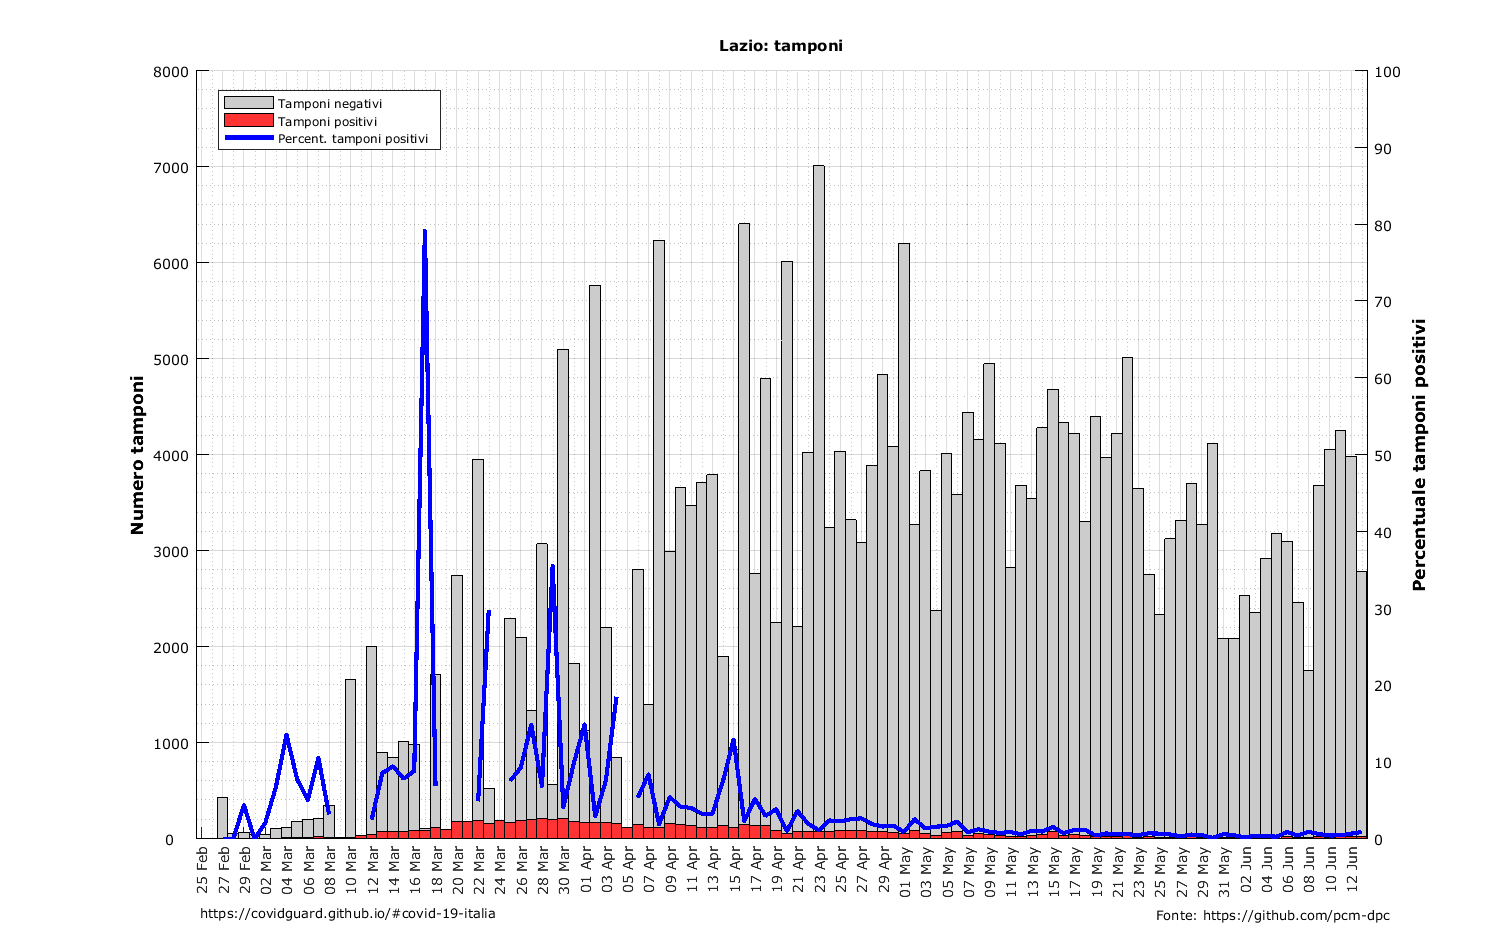 Lazio: tamponi
Tamponi negativi
Tamponi positivi
Percent. tamponi positivi
Numero tamponi
8000
7000
6000
5000
4000
3000
2000
1000
0
Percentuale tamponi positivi
100
90
80
70
60
50
40
30
20
10
0
25 Feb
27 Feb
29 Feb
02 Mar
04 Mar
06 Mar
08 Mar
10 Mar
12 Mar
14 Mar
16 Mar
18 Mar
20 Mar
22 Mar
24 Mar
26 Mar
28 Mar
30 Mar
01 Apr
03 Apr
05 Apr
07 Apr
09 Apr
11 Apr
13 Apr
15 Apr
17 Apr
19 Apr
21 Apr
23 Apr
25 Apr
27 Apr
29 Apr
01 May
03 May
05 May
07 May
09 May
11 May
13 May
15 May
17 May
19 May
21 May
23 May
25 May
27 May
29 May
31 May
02 Jun
04 Jun
06 Jun
08 Jun
10 Jun
12 Jun
https://covidguard.github.io/#covid-19-italia
Fonte: https://github.com/pcm-dpc